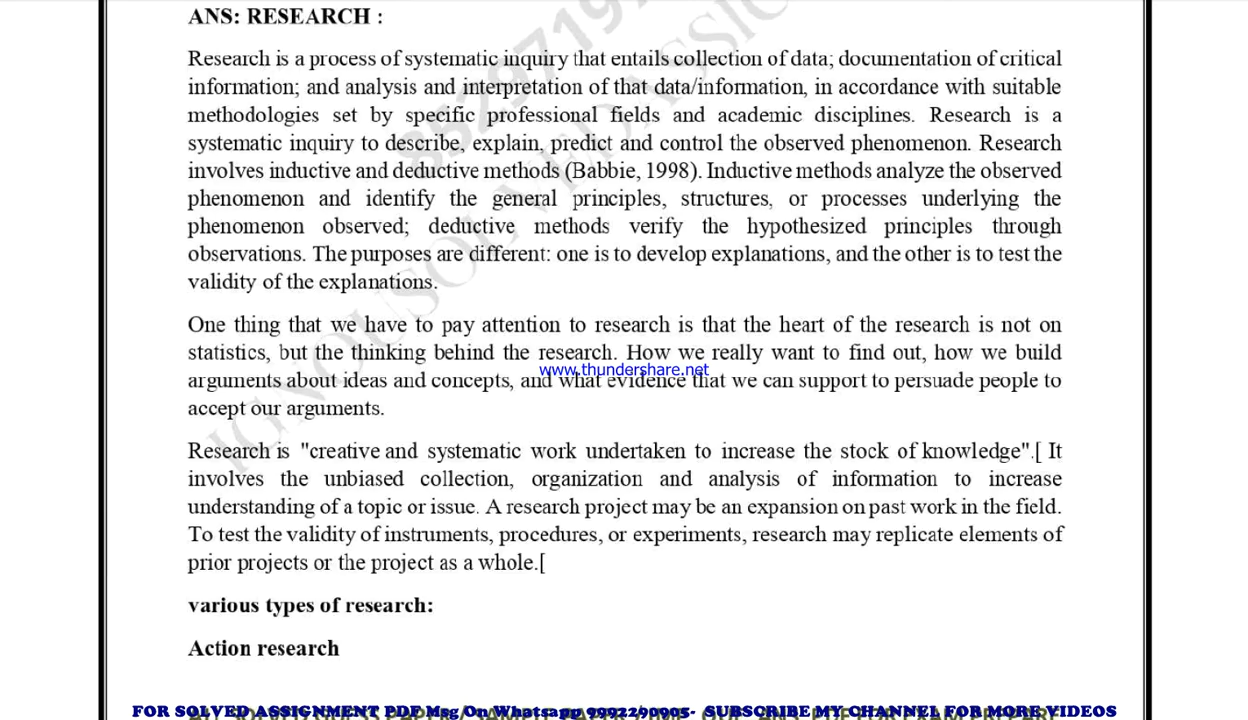 ANS: RESEARCH :
Research is a process of systematic inquiry that entails collection of data; documentation of critical
information; and analysis and interpretation of that data/information, in accordance with suitable
methodologies set by specific professional fields and academic disciplines. Research is a
systematic inquiry to describe, explain, predict and control the observed phenomenon. Research
involves inductive and deductive methods (Babbie, 1998). Inductive methods analyze the observed
phenomenon and identify the general principles, structures, or processes underlying the
phenomenon observed; deductive methods verify the hypothesized principles through
observations. The purposes are different: one is to develop explanations, and the other is to test the
validity of the explanations.
One thing that we have to pay attention to research is that the heart of the research is not on
statistics, but the thinking behind the research. How we really want to find out, how we build
www.thundershare.net
arguments about ideas and concepts, and what evidence that we can support to persuade people to
accept our arguments.
Research is "creative and systematic work undertaken to increase the stock of knowledge".[ It
involves the unbiased collection, organization and analysis of information to increase
understanding of a topic or issue. A research project may be an expansion on past work in the field.
To test the validity of instruments, procedures, or experiments, research may replicate elements of
prior projects or the project as a whole.[
various types of research:
Action research
FOR SOLVED ASSIGNMENT PDF Msg On Whatsapp 9992290905- SUBSCRIBE MY CHANNEL FOR MORE VIDEOS